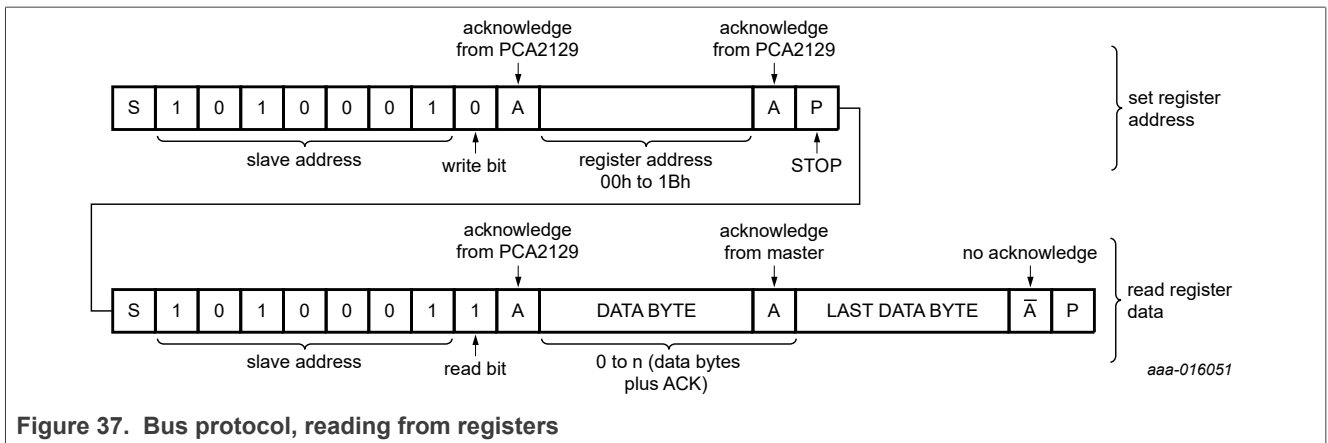 acknowledge
from PCA2129
acknowledge
from PCA2129
S 1 0 1 0 0 0 1 0 A A P
set register
address
slave address
write bit
register address
00h to 1Bh
STOP
acknowledge
from PCA2129
acknowledge
from master
no acknowledge
S 1 0 1 0 0 0 1 1 A DATA BYTE A LAST DATA BYTE A̅ P
read register
data
slave address
read bit
0 to n (data bytes
plus ACK)
aaa-016051
Figure 37. Bus protocol, reading from registers